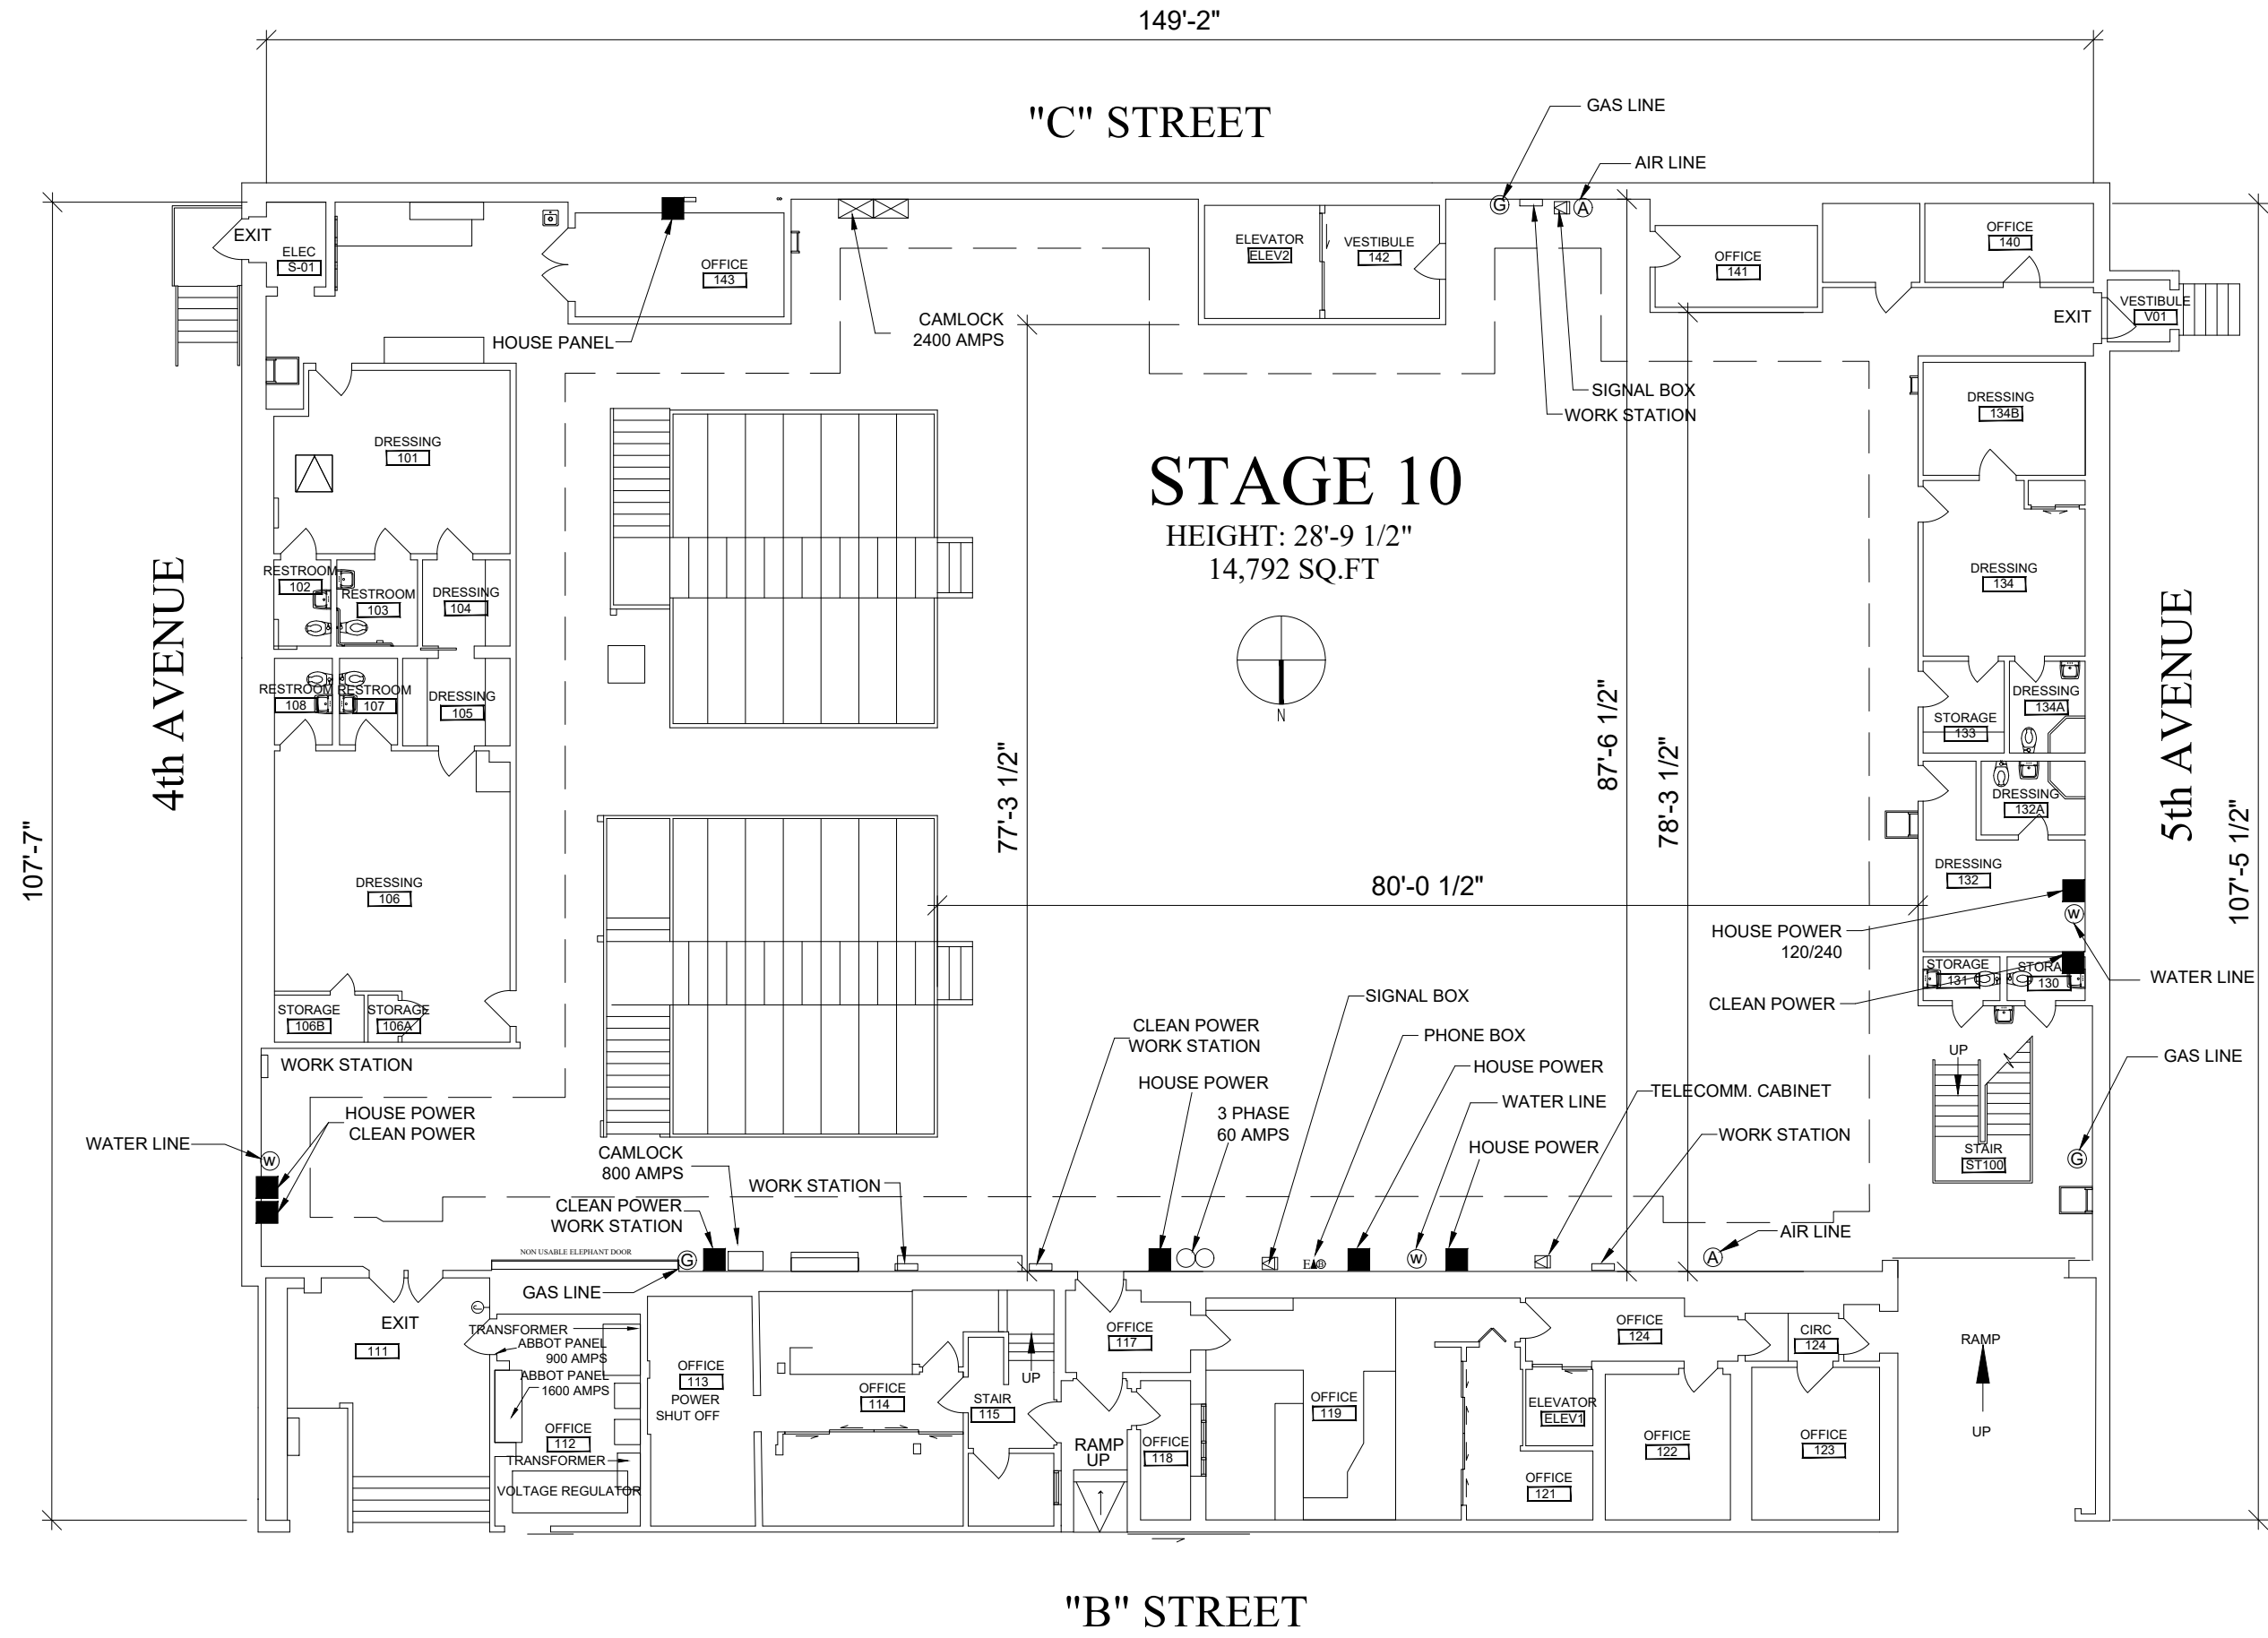 149'-2"
"C" STREET
GAS LINE
AIR LINE
G
A
EXIT
ELEC
S-01
OFFICE
143
HOUSE PANEL
CAMLOCK
2400 AMPS
ELEVATOR
ELEV2
VESTIBULE
142
OFFICE
141
OFFICE
140
VESTIBULE
V01
EXIT
SIGNAL BOX
WORK STATION
DRESSING
101
STAGE 10
HEIGHT: 28'-9 1/2"
14,792 SQ.FT
N
DRESSING
134B
DRESSING
134
RESTROOM
102
RESTROOM
103
DRESSING
104
RESTROOM
108
RESTROOM
107
DRESSING
105
4th AVENUE
107'-7"
77'-3 1/2"
87'-6 1/2"
78'-3 1/2"
80'-0 1/2"
STORAGE
133
DRESSING
134A
DRESSING
132A
DRESSING
132
5th AVENUE
107'-5 1/2"
DRESSING
106
STORAGE
106B
STORAGE
106A
HOUSE POWER
120/240
W
WATER LINE
CLEAN POWER
STORAGE
131
STORA
130
WORK STATION
HOUSE POWER
CLEAN POWER
WATER LINE
W
SIGNAL BOX
CLEAN POWER
WORK STATION
PHONE BOX
HOUSE POWER
HOUSE POWER
3 PHASE
60 AMPS
WATER LINE
TELECOMM. CABINET
HOUSE POWER
WORK STATION
UP
STAIR
ST100
GAS LINE
G
CAMLOCK
800 AMPS
WORK STATION
CLEAN POWER
WORK STATION
AIR LINE
NON USABLE ELEPHANT DOOR
G
W
A
GAS LINE
EXIT
111
TRANSFORMER
ABBOT PANEL
900 AMPS
ABBOT PANEL
1600 AMPS
OFFICE
112
TRANSFORMER
VOLTAGE REGULATOR
OFFICE
113
POWER
SHUT OFF
OFFICE
114
STAIR
115
UP
OFFICE
117
RAMP
UP
OFFICE
118
OFFICE
119
OFFICE
124
CIRC
124
ELEVATOR
ELEV1
OFFICE
121
OFFICE
122
OFFICE
123
RAMP
UP
"B" STREET